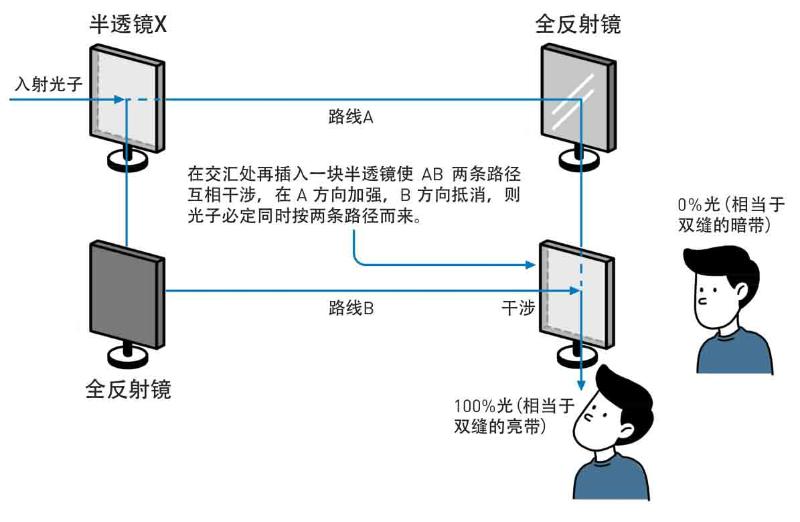 半透镜X
全反射镜
入射光子
路线A
在交汇处再插入一块半透镜使 AB 两条路径
互相干涉，在 A 方向加强，B 方向抵消，则
光子必定同时按两条路径而来。
0%光(相当于
双缝的暗带)
路线B
干涉
全反射镜
100%光(相当于
双缝的亮带)